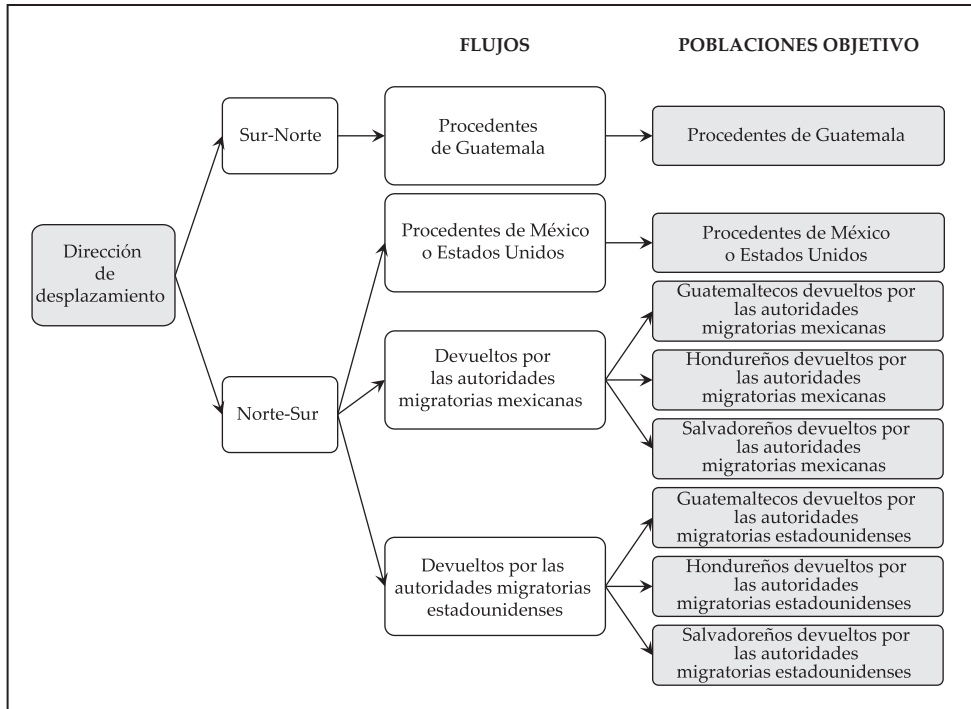 FLUJOS
POBLACIONES OBJETIVO
Dirección
de
desplazamiento
Sur-Norte
Procedentes
de Guatemala
Procedentes de Guatemala
Norte-Sur
Procedentes de México
o Estados Unidos
Procedentes de México
o Estados Unidos
Devueltos por
las autoridades
migratorias mexicanas
Guatemaltecos devueltos por
las autoridades
migratorias mexicanas
Hondureños devueltos por
las autoridades
migratorias mexicanas
Salvadoreños devueltos por
las autoridades
migratorias mexicanas
Devueltos por las
autoridades migratorias
estadounidenses
Guatemaltecos devueltos por
las autoridades
migratorias estadounidenses
Hondureños devueltos por
las autoridades
migratorias estadounidenses
Salvadoreños devueltos por
las autoridades
migratorias estadounidenses